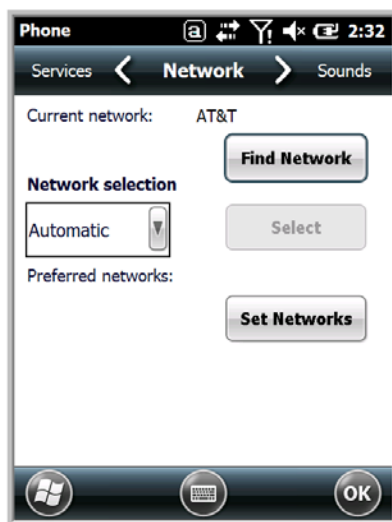 Phone a 2:32
Services Network Sounds
Current network: AT&T
Find Network
Network selection
Automatic Select
Preferred networks:
Set Networks
OK